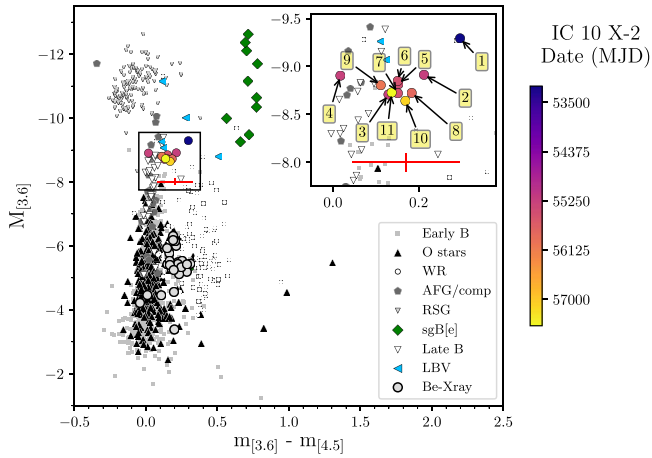 IC 10 X-2
Date (MJD)
−12
−10
−8
−6
−4
−2
M[3.6]
−0.5
0.0
0.5
1.0
1.5
2.0
2.5
m[3.6] - m[4.5]
−9.5
−9.0
−8.5
−8.0
0.0
0.2
9
7
6
5
1
4
2
3
11
10
8
Early B
O stars
WR
AFG/comp
RSG
sgB[e]
Late B
LBV
Be-Xray
53500
54375
55250
56125
57000